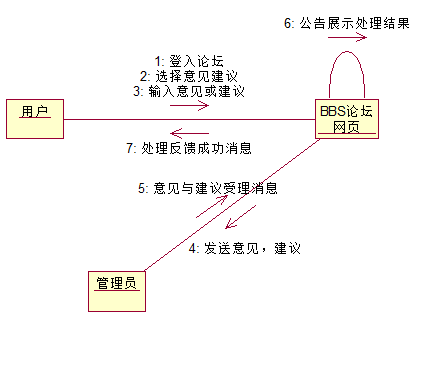 6: 公告展示处理结果
1: 登入论坛
2: 选择意见建议
3: 输入意见或建议
用户
BBS论坛
网页
7: 处理反馈成功消息
5: 意见与建议受理消息
4: 发送意见，建议
管理员